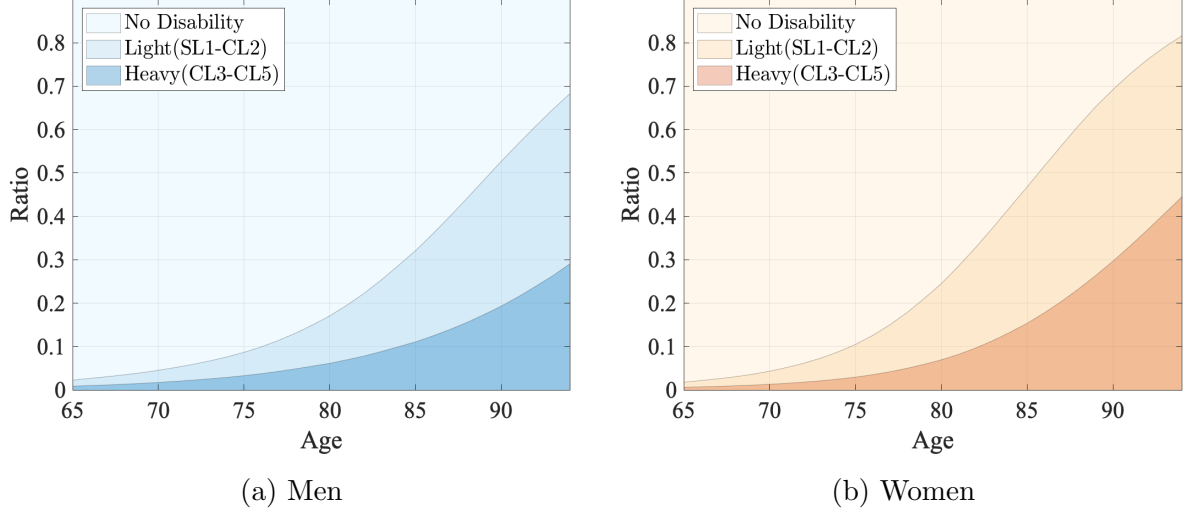 No Disability
Light(SL1-CL2)
Heavy(CL3-CL5)
0.8
0.7
0.6
0.5
0.4
0.3
0.2
0.1
0
Ratio
65 70 75 80 85 90
Age
(a) Men
No Disability
Light(SL1-CL2)
Heavy(CL3-CL5)
0.8
0.7
0.6
0.5
0.4
0.3
0.2
0.1
0
Ratio
65 70 75 80 85 90
Age
(b) Women